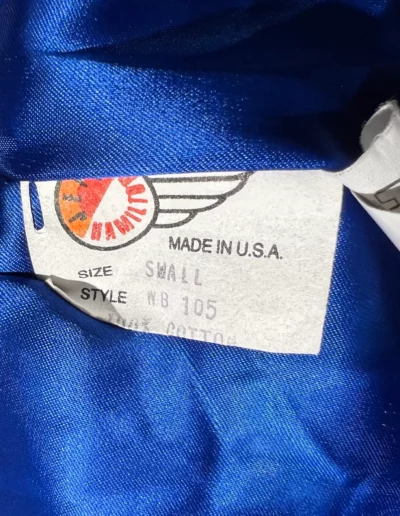 MADE IN U.S.A.
SIZE SMALL
STYLE WB 105
100% COTTON